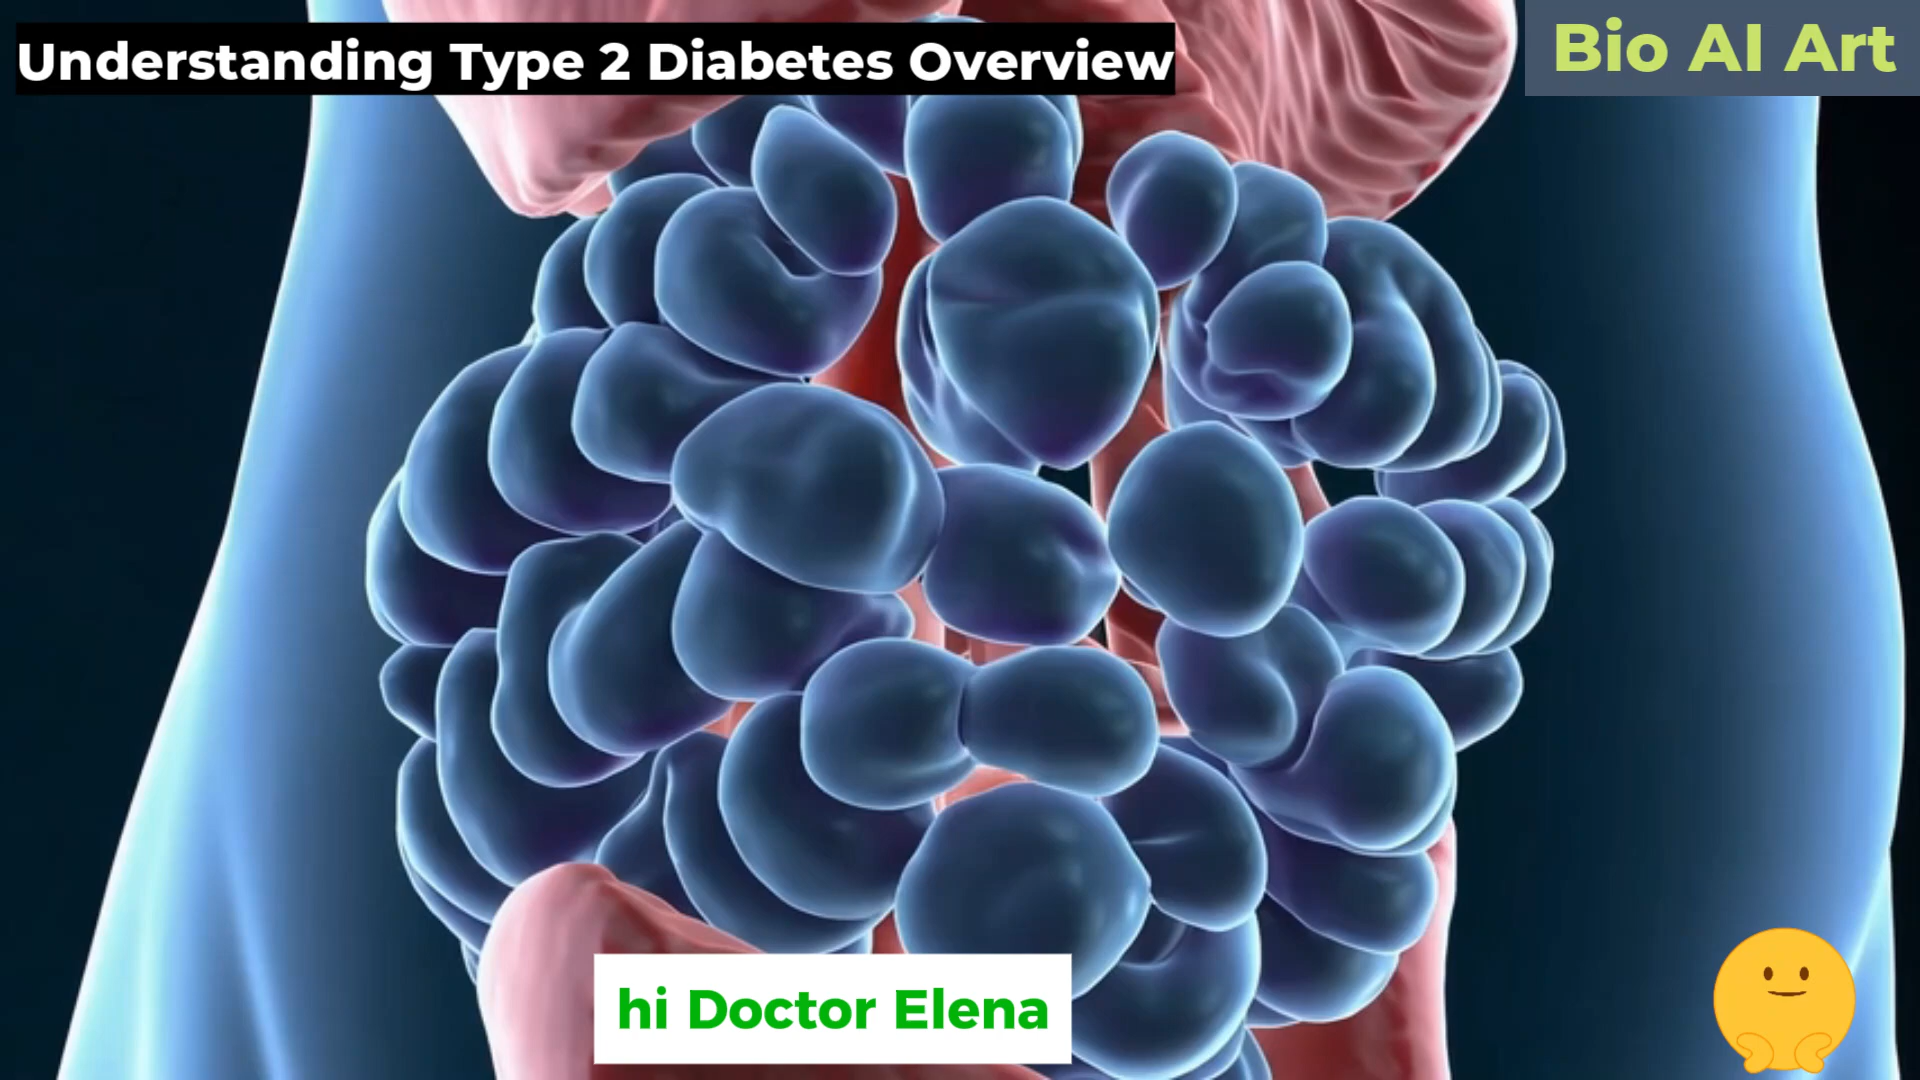 Understanding Type 2 Diabetes Overview
Bio AI Art
hi Doctor Elena